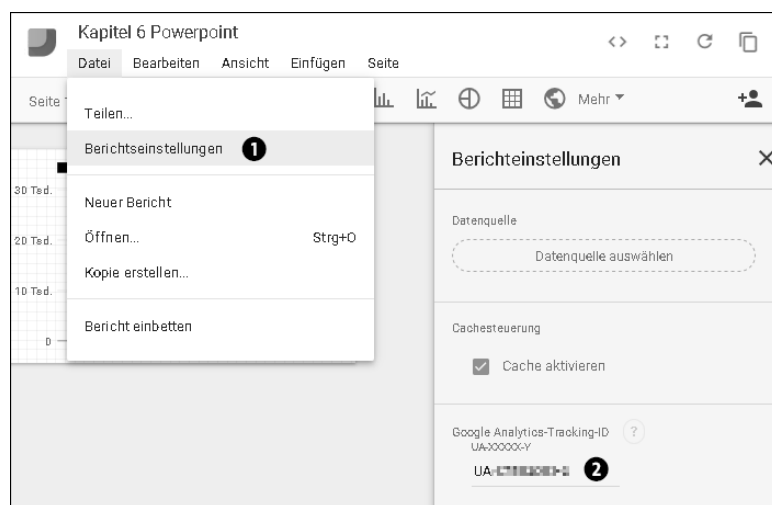 Kapitel 6 Powerpoint
Datei Bearbeiten Ansicht Einfügen Seite
Seite
Mehr
Teilen...
Berichtseinstellungen 1
Neuer Bericht
Öffnen... Strg+O
Kopie erstellen...
Bericht einbetten
30 Tsd.
20 Tsd.
10 Tsd.
0
Berichteinstellungen
Datenquelle
Datenquelle auswählen
Cachesteuerung
Cache aktivieren
Google Analytics-Tracking-ID ?
UA-XXXXX-Y
UA- 2